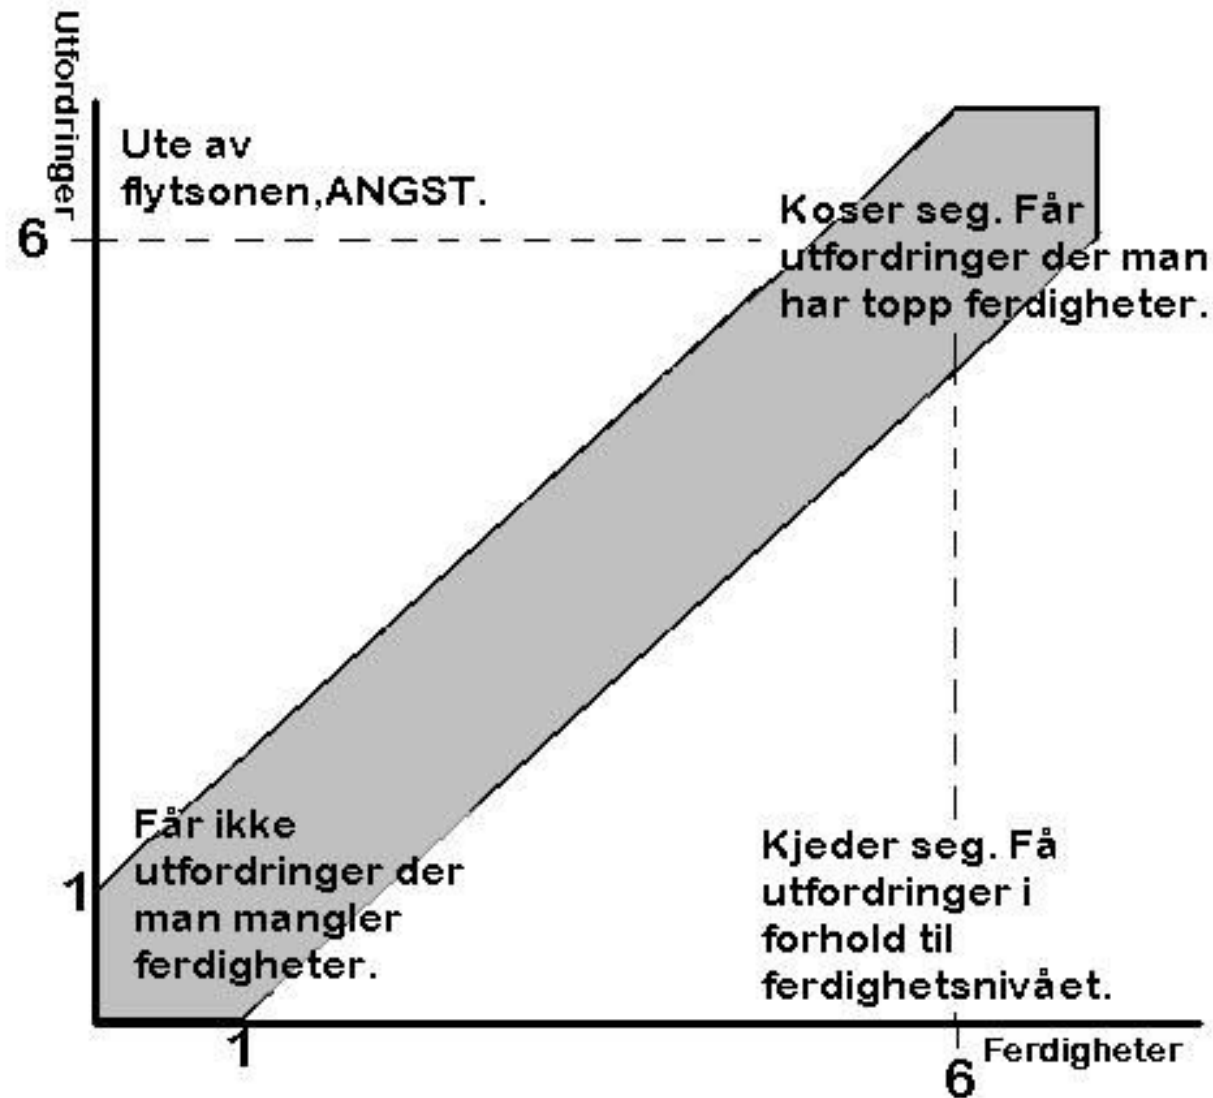 Utfordringer
Ute av
flytsonen,ANGST.
6
Koser seg. Får
utfordringer der man
har topp ferdigheter.
Får ikke
utfordringer der
man mangler
ferdigheter.
1
Kjeder seg. Få
utfordringer i
forhold til
ferdighetsnivået.
1
6
Ferdigheter